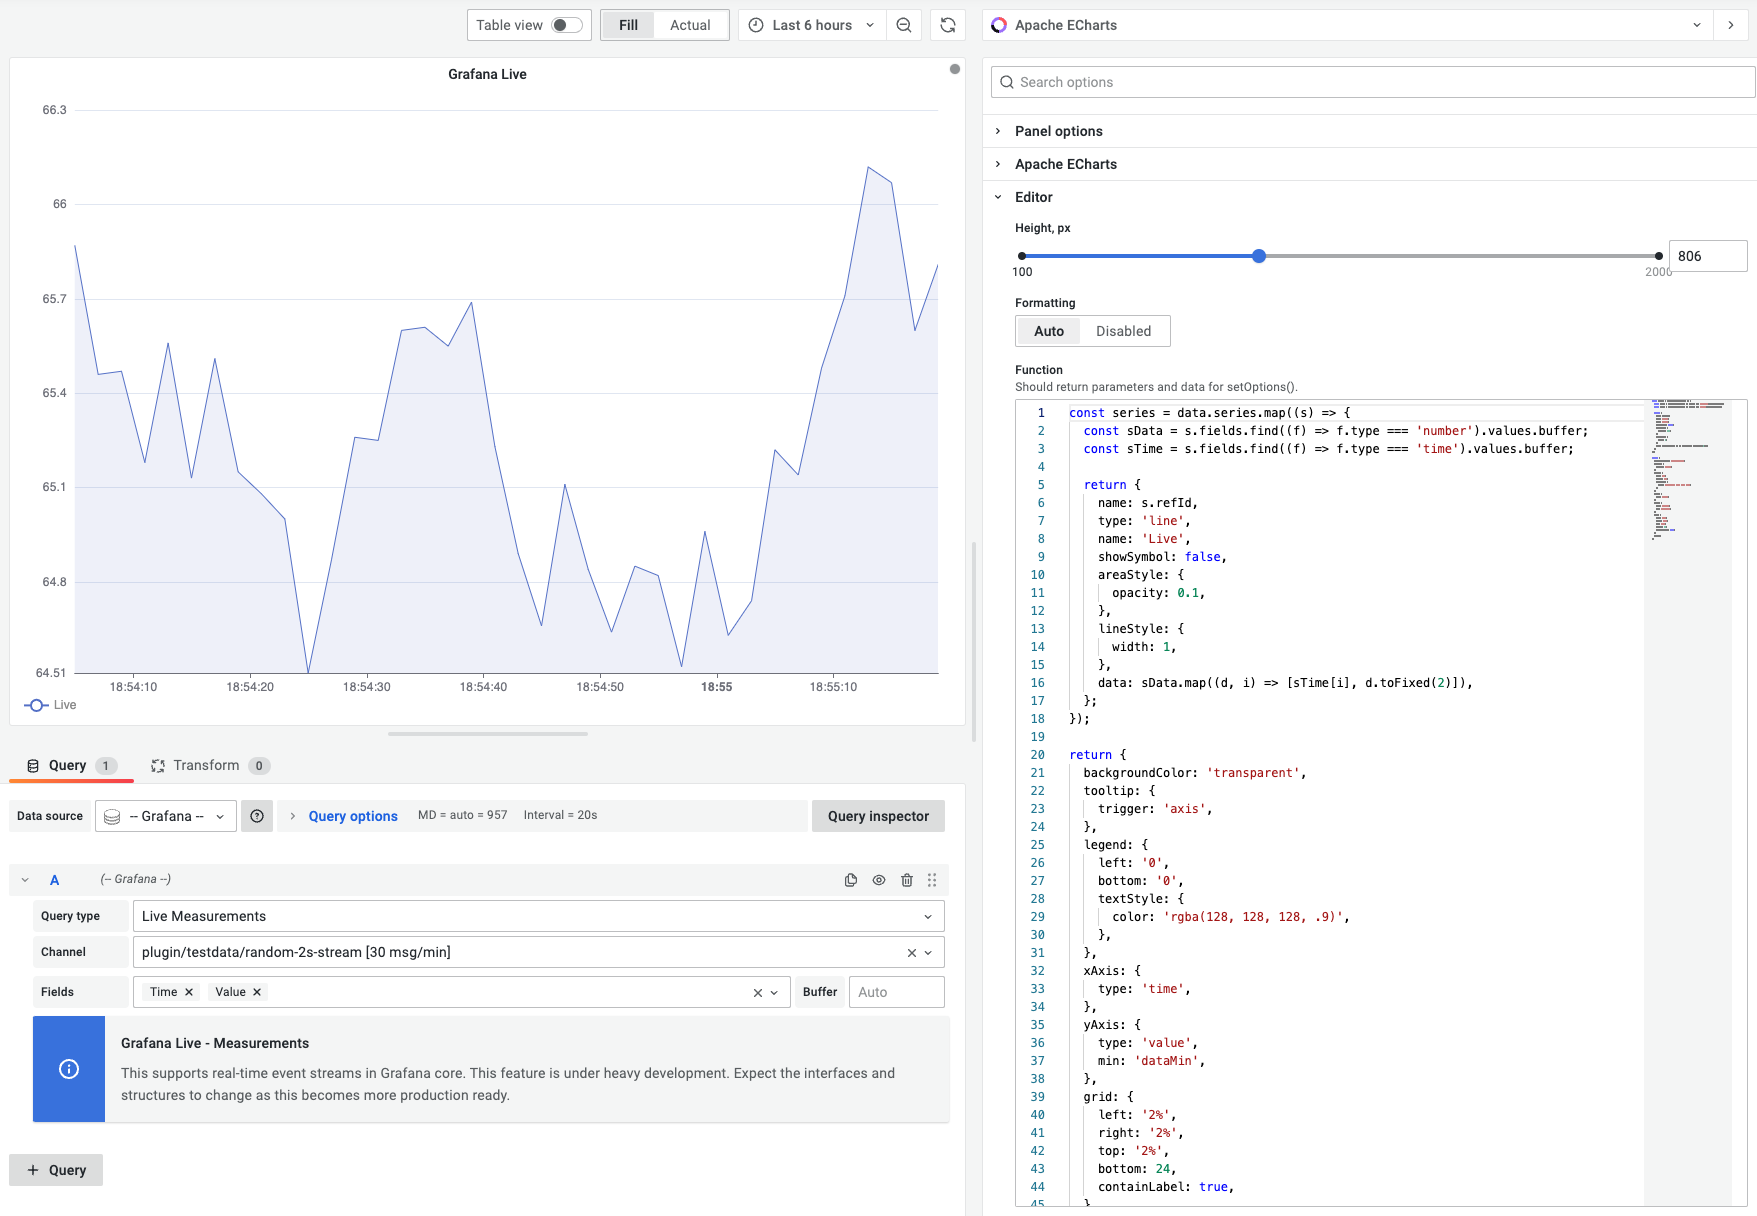 Table view
Fill
Actual
Last 6 hours
Apache ECharts
Grafana Live
66.3
66
65.7
65.4
65.1
64.8
64.51
18:54:10
18:54:20
18:54:30
18:54:40
18:54:50
18:55
18:55:10
Live
Query 1
Transform 0
Data source
-- Grafana --
Query options
MD = auto = 957
Interval = 20s
Query inspector
A
(-- Grafana --)
Query type
Live Measurements
Channel
plugin/testdata/random-2s-stream [30 msg/min]
Fields
Time
Value
Buffer
Auto
Grafana Live - Measurements
This supports real-time event streams in Grafana core. This feature is under heavy development. Expect the interfaces and
structures to change as this becomes more production ready.
+ Query
Search options
Panel options
Apache ECharts
Editor
Height, px
100
2000
806
Formatting
Auto
Disabled
Function
Should return parameters and data for setOptions().
1 const series = data.series.map((s) => {
2 const sData = s.fields.find((f) => f.type === 'number').values.buffer;
3 const sTime = s.fields.find((f) => f.type === 'time').values.buffer;
4
5 return {
6 name: s.refId,
7 type: 'line',
8 name: 'Live',
9 showSymbol: false,
10 areaStyle: {
11 opacity: 0.1,
12 },
13 lineStyle: {
14 width: 1,
15 },
16 data: sData.map((d, i) => [sTime[i], d.toFixed(2)]),
17 };
18 });
19
20 return {
21 backgroundColor: 'transparent',
22 tooltip: {
23 trigger: 'axis',
24 },
25 legend: {
26 left: '0',
27 bottom: '0',
28 textStyle: {
29 color: 'rgba(128, 128, 128, .9)',
30 },
31 },
32 xAxis: {
33 type: 'time',
34 },
35 yAxis: {
36 type: 'value',
37 min: 'dataMin',
38 },
39 grid: {
40 left: '2%',
41 right: '2%',
42 top: '2%',
43 bottom: 24,
44 containLabel: true,
45 }